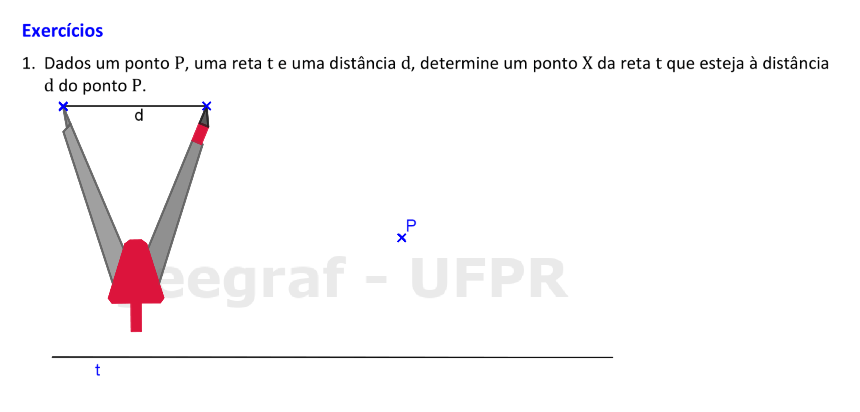 Exercícios
1. Dados um ponto P, uma reta t e uma distância d, determine um ponto X da reta t que esteja à distância
d do ponto P.
d
P
eegraf - UFPR
t